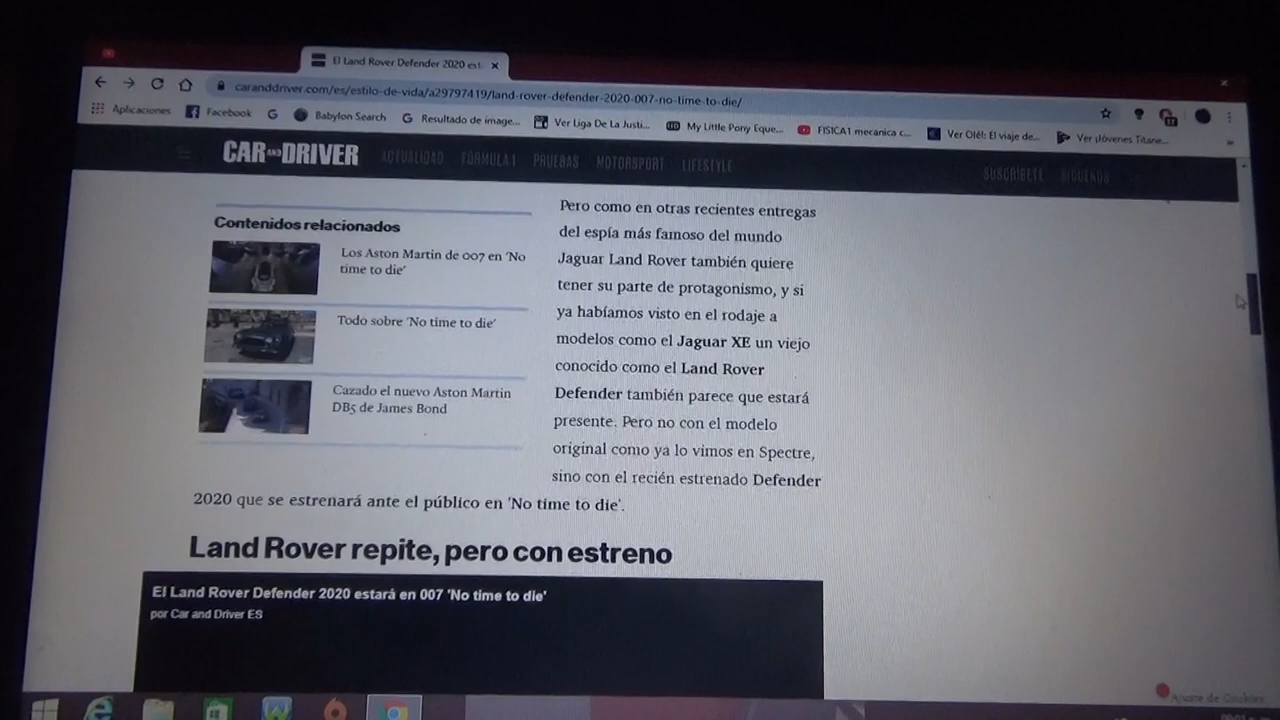 El Land Rover Defender 2020 est
caranddriver.com/es/estilo-de-vida/a29797419/land-rover-defender-2020-007-no-time-to-die/
Aplicaciones Facebook Babylon Search Resultado de image... Ver Liga De La Justi... My Little Pony Eque... FISICA1 mecanica c... Ver Olé!: El viaje de... Ver ¡Jóvenes Titane...
CAR AND DRIVER ACTUALIDAD FÓRMULA 1 PRUEBAS MOTORSPORT LIFESTYLE SUSCRÍBETE SÍGUENOS
Contenidos relacionados
Los Aston Martin de 007 en 'No
time to die'
Todo sobre 'No time to die'
Cazado el nuevo Aston Martin
DB5 de James Bond
Pero como en otras recientes entregas
del espía más famoso del mundo
Jaguar Land Rover también quiere
tener su parte de protagonismo, y si
ya habíamos visto en el rodaje a
modelos como el Jaguar XE un viejo
conocido como el Land Rover
Defender también parece que estará
presente. Pero no con el modelo
original como ya lo vimos en Spectre,
sino con el recién estrenado Defender
2020 que se estrenará ante el público en 'No time to die'.
Land Rover repite, pero con estreno
El Land Rover Defender 2020 estará en 007 'No time to die'
por Car and Driver ES
Ajuste de Cookies